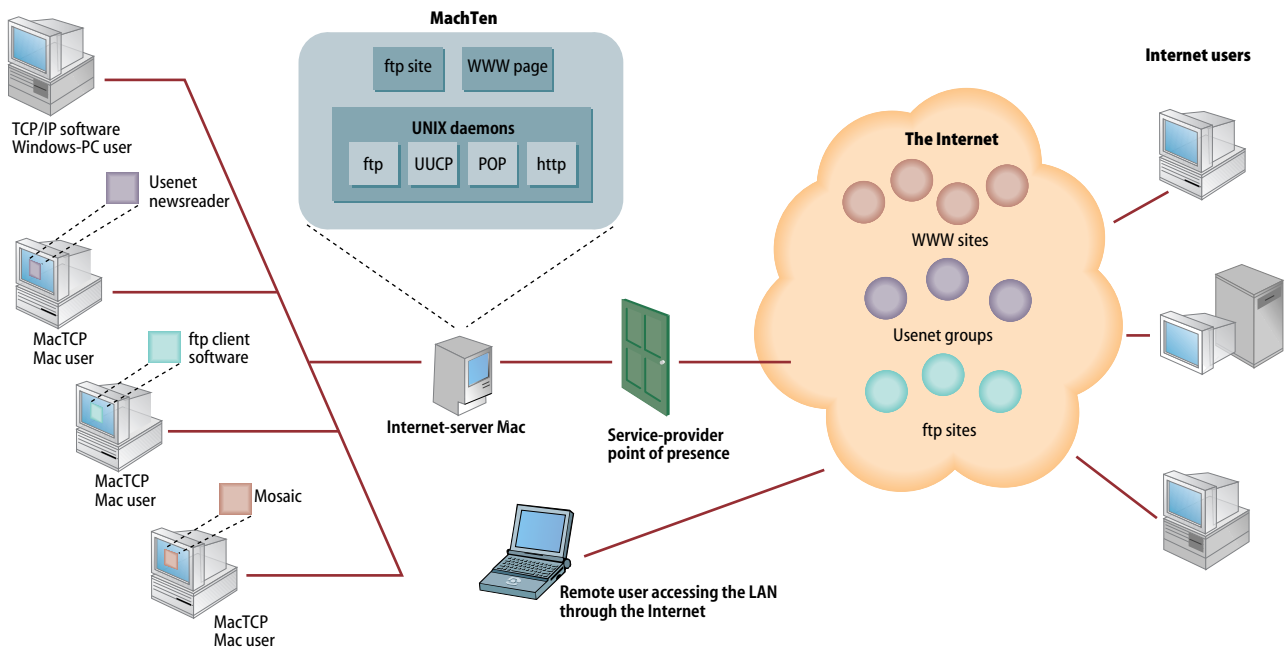 MachTen
ftp site
WWW page
UNIX daemons
ftp
UUCP
POP
http
TCP/IP software
Windows-PC user
Usenet
newsreader
MacTCP
Mac user
ftp client
software
MacTCP
Mac user
Mosaic
MacTCP
Mac user
Internet-server Mac
Service-provider
point of presence
Remote user accessing the LAN
through the Internet
The Internet
WWW sites
Usenet groups
ftp sites
Internet users